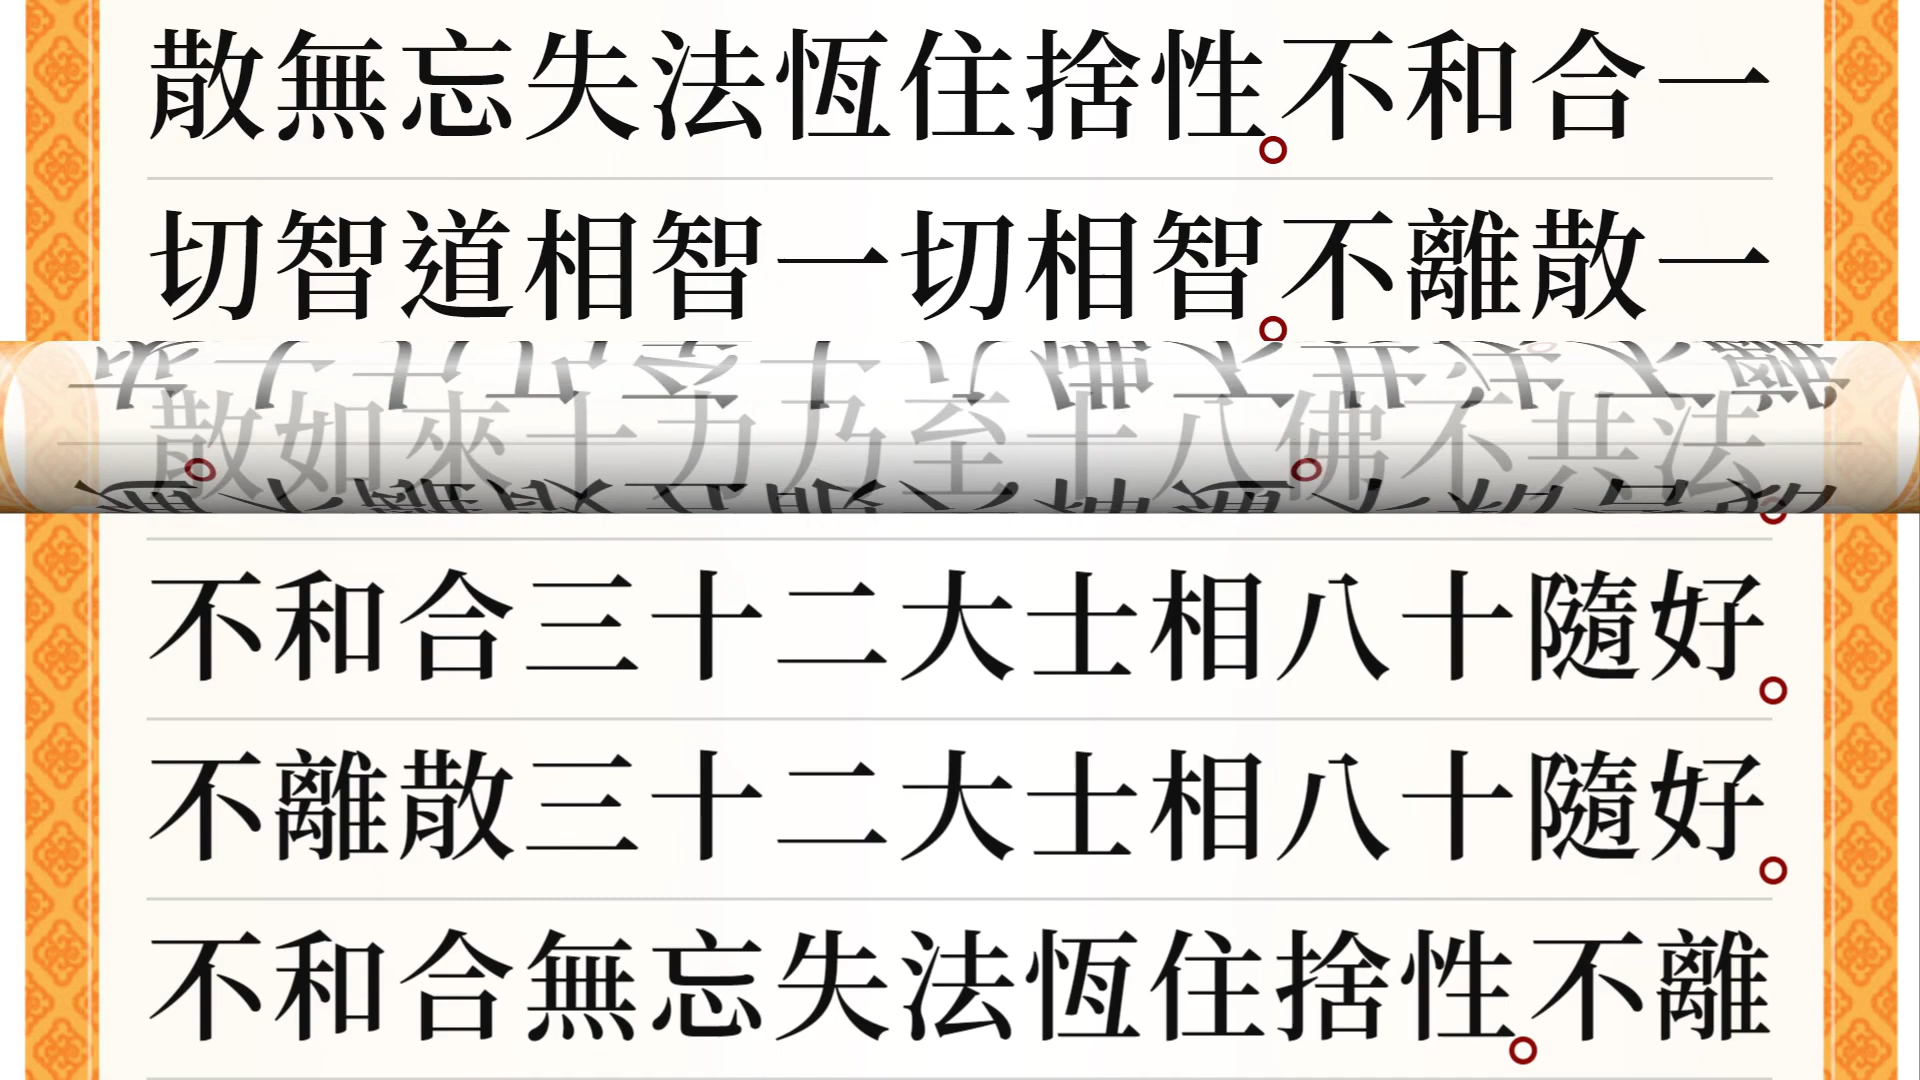 散無忘失法恆住捨性。不和合一
切智道相智一切相智。不離散一
散如來十力乃至十八佛不共法。
不和合三十二大士相八十隨好。
不離散三十二大士相八十隨好。
不和合無忘失法恆住捨性。不離